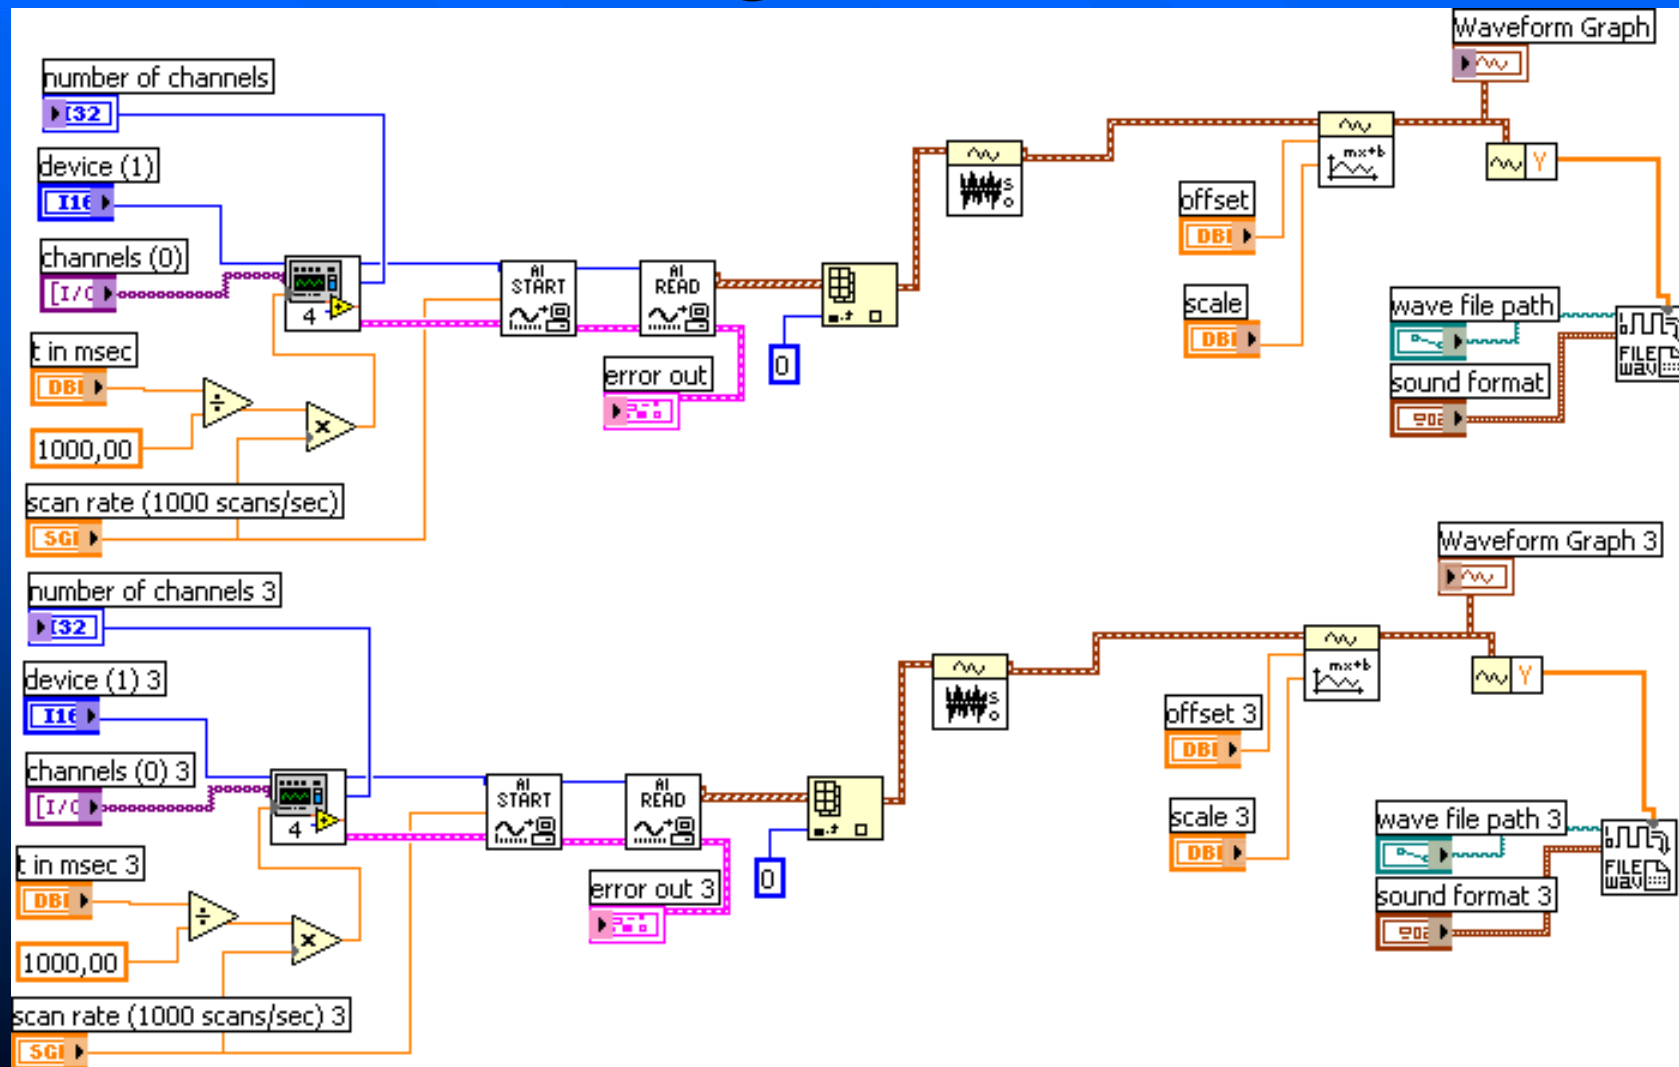 Waveform Graph
number of channels
I32
device (1)
I16
channels (0)
[I/O
AI START
AI READ
mx+b
S
O
offset
DBL
4
scale
DBL
wave file path
t in msec
DBL
error out
0
FILE
wav
sound format
1000,00
scan rate (1000 scans/sec)
SGL
Y
Waveform Graph 3
number of channels 3
I32
device (1) 3
I16
channels (0) 3
[I/O
AI START
AI READ
mx+b
S
O
Y
offset 3
DBL
4
scale 3
DBL
wave file path 3
t in msec 3
DBL
error out 3
0
FILE
wav
sound format 3
1000,00
scan rate (1000 scans/sec) 3
SGL